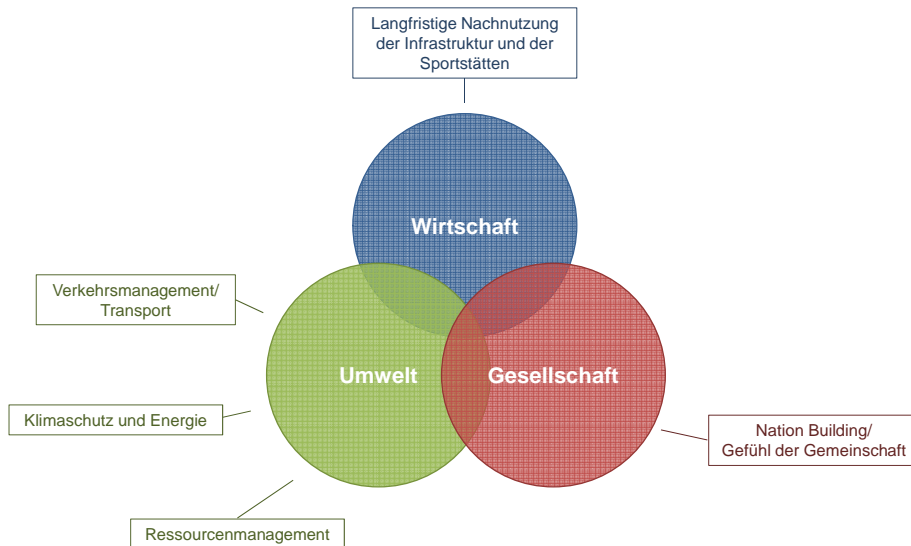 Langfristige Nachnutzung
der Infrastruktur und der
Sportstätten
Wirtschaft
Verkehrsmanagement/
Transport
Umwelt
Gesellschaft
Klimaschutz und Energie
Nation Building/
Gefühl der Gemeinschaft
Ressourcenmanagement